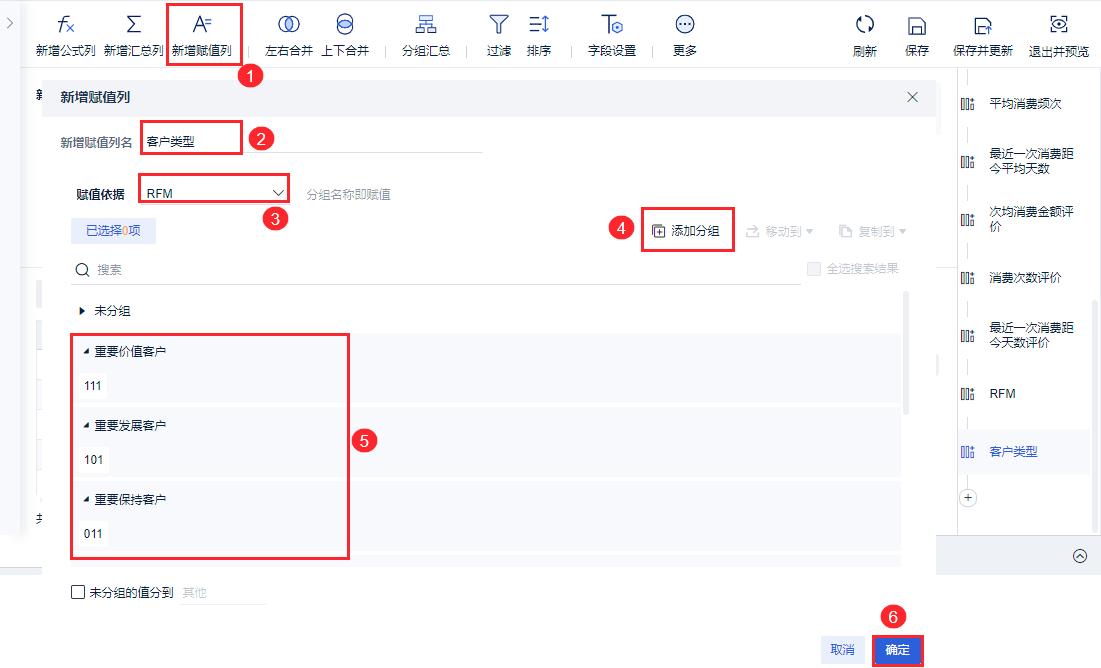 新增公式列 新增汇总列 新增赋值列 左右合并 上下合并 分组汇总 过滤 排序 字段设置 更多 刷新 保存 保存并更新 退出并预览
1
新增赋值列
新增赋值列名 客户类型 2
赋值依据 RFM 分组名称即赋值
3
已选择0项 4 添加分组 移动到 复制到
搜索 全选搜索结果
未分组
重要价值客户
111
重要发展客户
101
5
重要保持客户
011
未分组的值分到 其他
6
取消 确定
平均消费频次
最近一次消费距
今平均天数
次均消费金额评
价
消费次数评价
最近一次消费距
今天数评价
RFM
客户类型